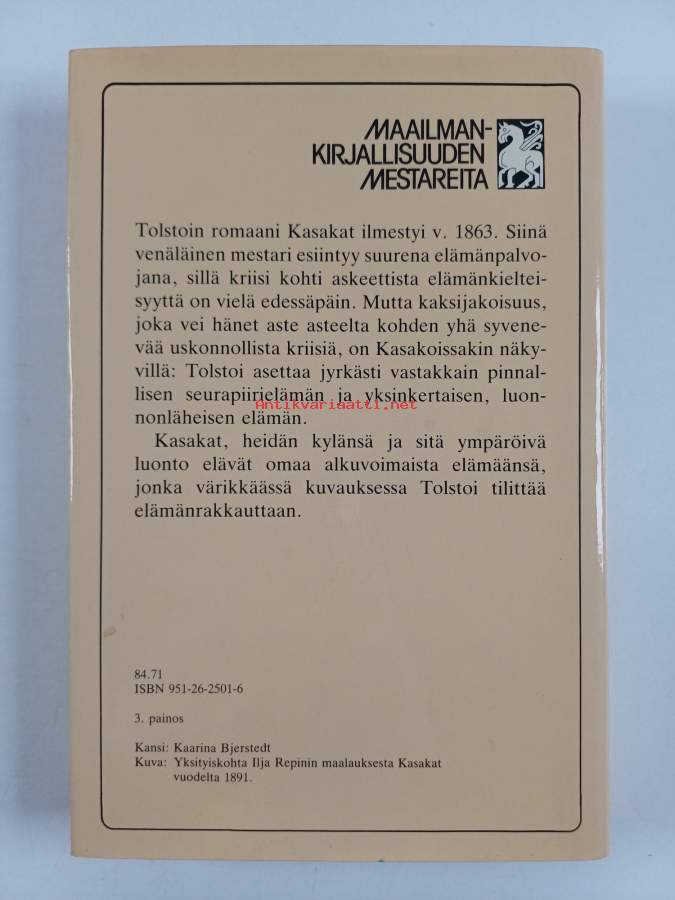 MAAILMAN-
KIRJALLISUUDEN
MESTAREITA
Tolstoin romaani Kasakat ilmestyi v. 1863. Siinä
venäläinen mestari esiintyy suurena elämänpalvo-
jana, sillä kriisi kohti askeettista elämänkieltei-
syyttä on vielä edessäpäin. Mutta kaksijakoisuus,
joka vei hänet aste asteelta kohden yhä syvene-
vää uskonnollista kriisiä, on Kasakoissakin näky-
villä: Tolstoi asettaa jyrkästi vastakkain pinnal-
lisen seurapiirielämän ja yksinkertaisen, luon-
Antikvariaatti.net
nonläheisen elämän.
Kasakat, heidän kylänsä ja sitä ympäröivä
luonto elävät omaa alkuvoimaista elämäänsä,
jonka värikkäässä kuvauksessa Tolstoi tilittää
elämänrakkauttaan.
84.71
ISBN 951-26-2501-6
3. painos
Kansi: Kaarina Bjerstedt
Kuva: Yksityiskohta Ilja Repinin maalauksesta Kasakat
vuodelta 1891.